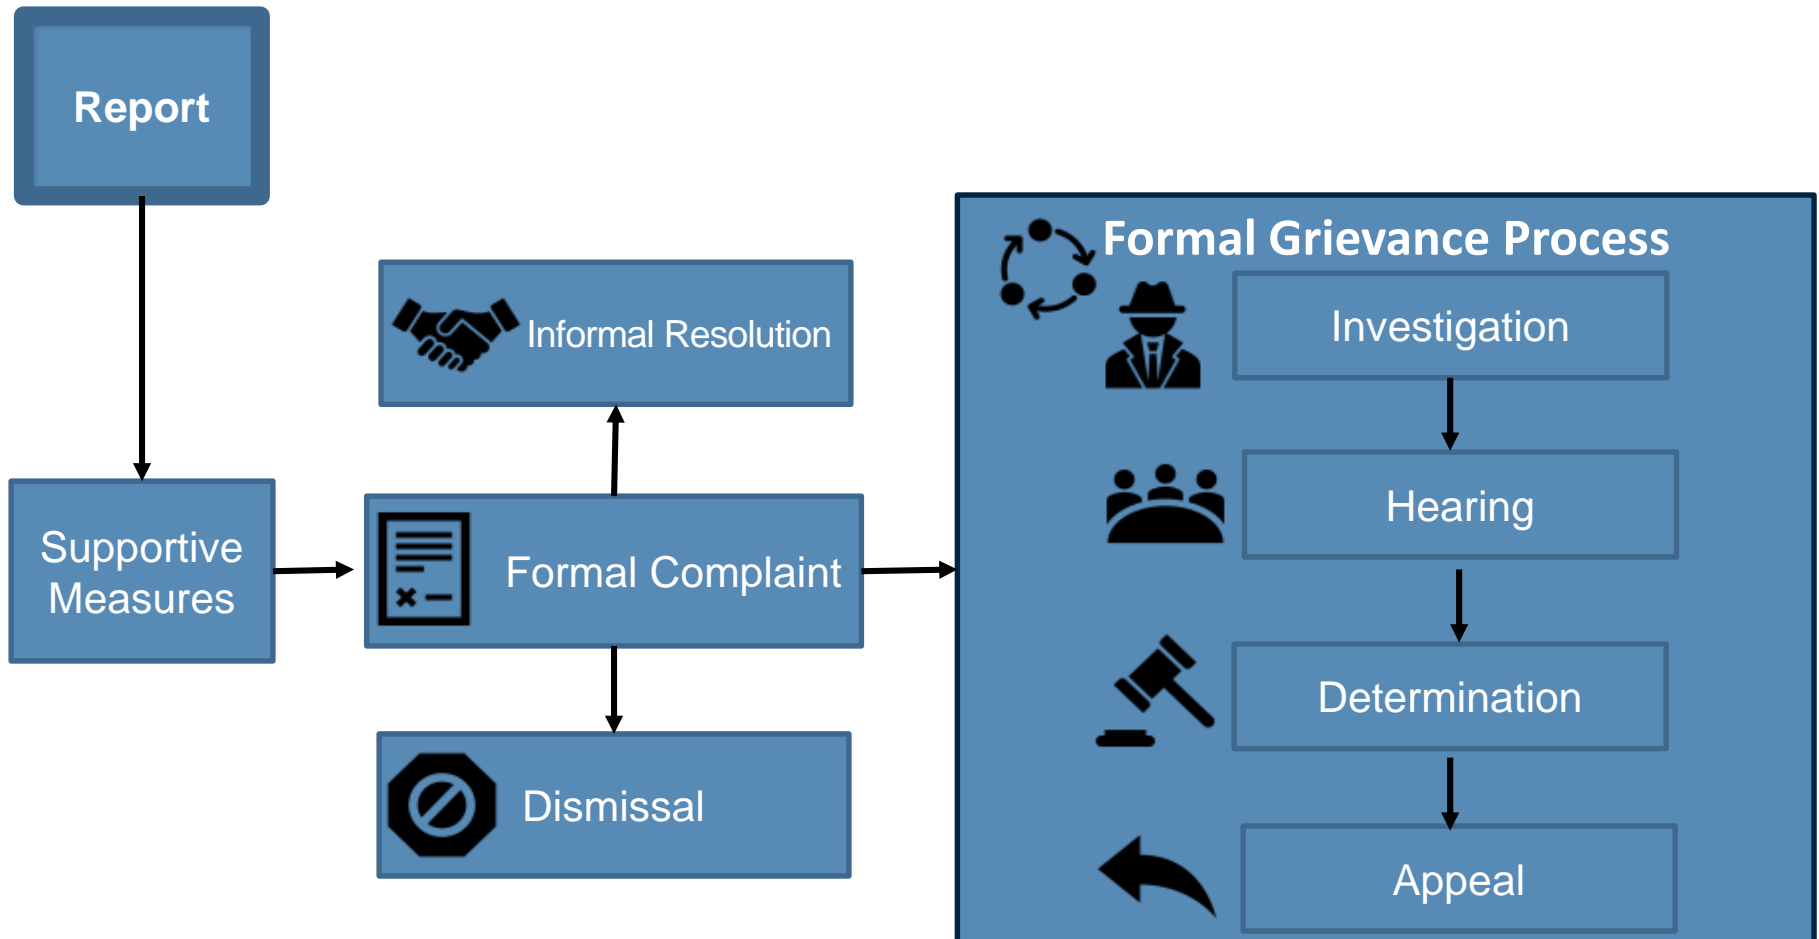 Report
Supportive
Measures
Informal Resolution
Formal Complaint
Dismissal
Formal Grievance Process
Investigation
Hearing
Determination
Appeal